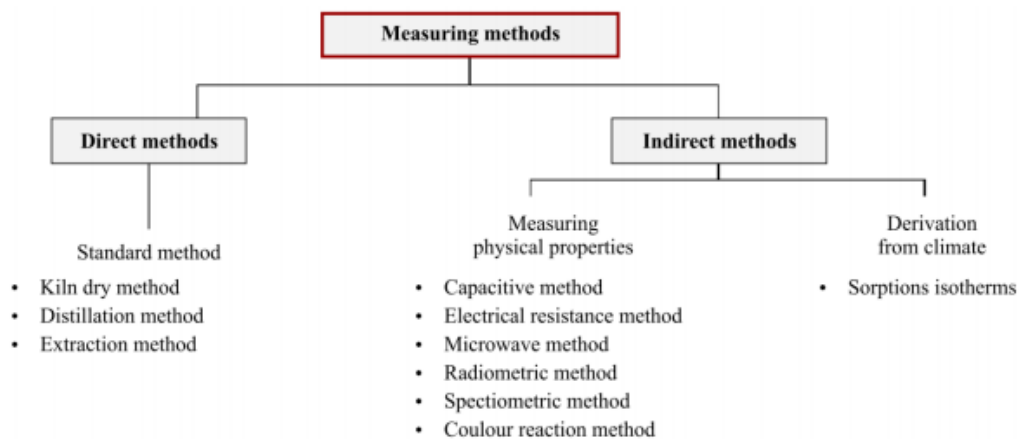 Measuring methods
Direct methods
Indirect methods
Standard method
• Kiln dry method
• Distillation method
• Extraction method
Measuring
physical properties
• Capacitive method
• Electrical resistance method
• Microwave method
• Radiometric method
• Spectiometric method
• Coulour reaction method
Derivation
from climate
• Sorptions isotherms